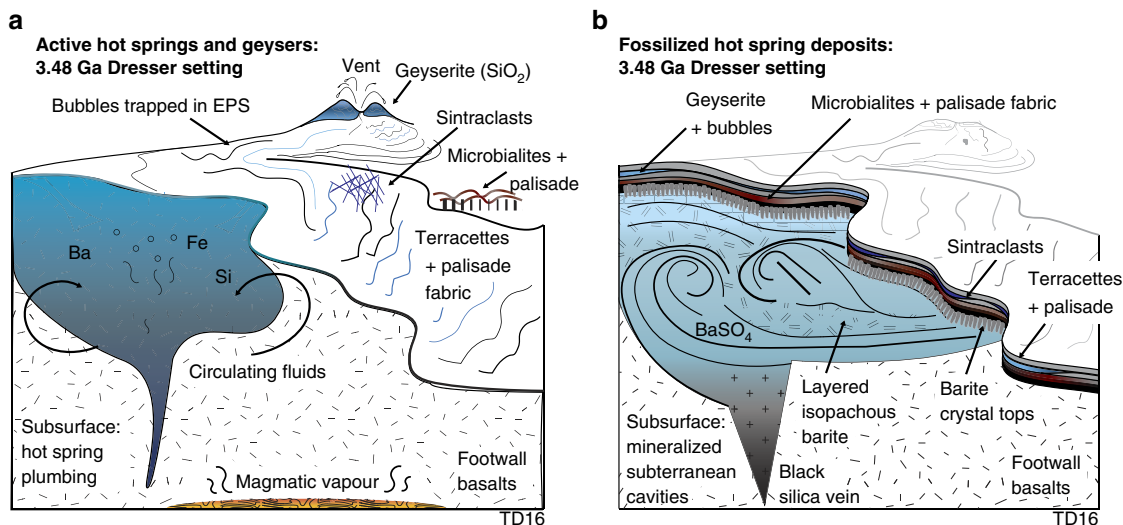 a
Active hot springs and geysers:
3.48 Ga Dresser setting
Vent
Geyserite (SiO2)
Bubbles trapped in EPS
Sintraclasts
Microbialites +
palisade
Ba
Fe
Si
Terracettes
+ palisade
fabric
Circulating fluids
Subsurface:
hot spring
plumbing
Magmatic vapour
Footwall
basalts
TD16
b
Fossilized hot spring deposits:
3.48 Ga Dresser setting
Geyserite
+ bubbles
Microbialites + palisade fabric
Sintraclasts
Terracettes
+ palisade
BaSO4
Layered
isopachous
barite
Barite
crystal tops
Subsurface:
mineralized
subterranean
cavities
Black
silica vein
Footwall
basalts
TD16